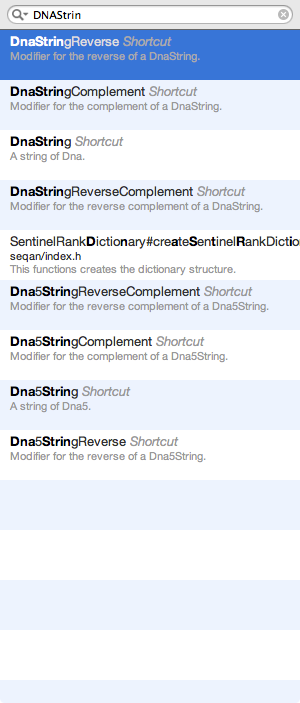 DNAStrin
DnaStringReverse Shortcut
Modifier for the reverse of a DnaString.
DnaStringComplement Shortcut
Modifier for the complement of a DnaString.
DnaString Shortcut
A string of Dna.
DnaStringReverseComplement Shortcut
Modifier for the reverse complement of a DnaString.
SentinelRankDictionary#createSentinelRankDictio
seqan/index.h
This functions creates the dictionary structure.
Dna5StringReverseComplement Shortcut
Modifier for the reverse complement of a Dna5String.
Dna5StringComplement Shortcut
Modifier for the complement of a Dna5String.
Dna5String Shortcut
A string of Dna5.
Dna5StringReverse Shortcut
Modifier for the reverse of a Dna5String.